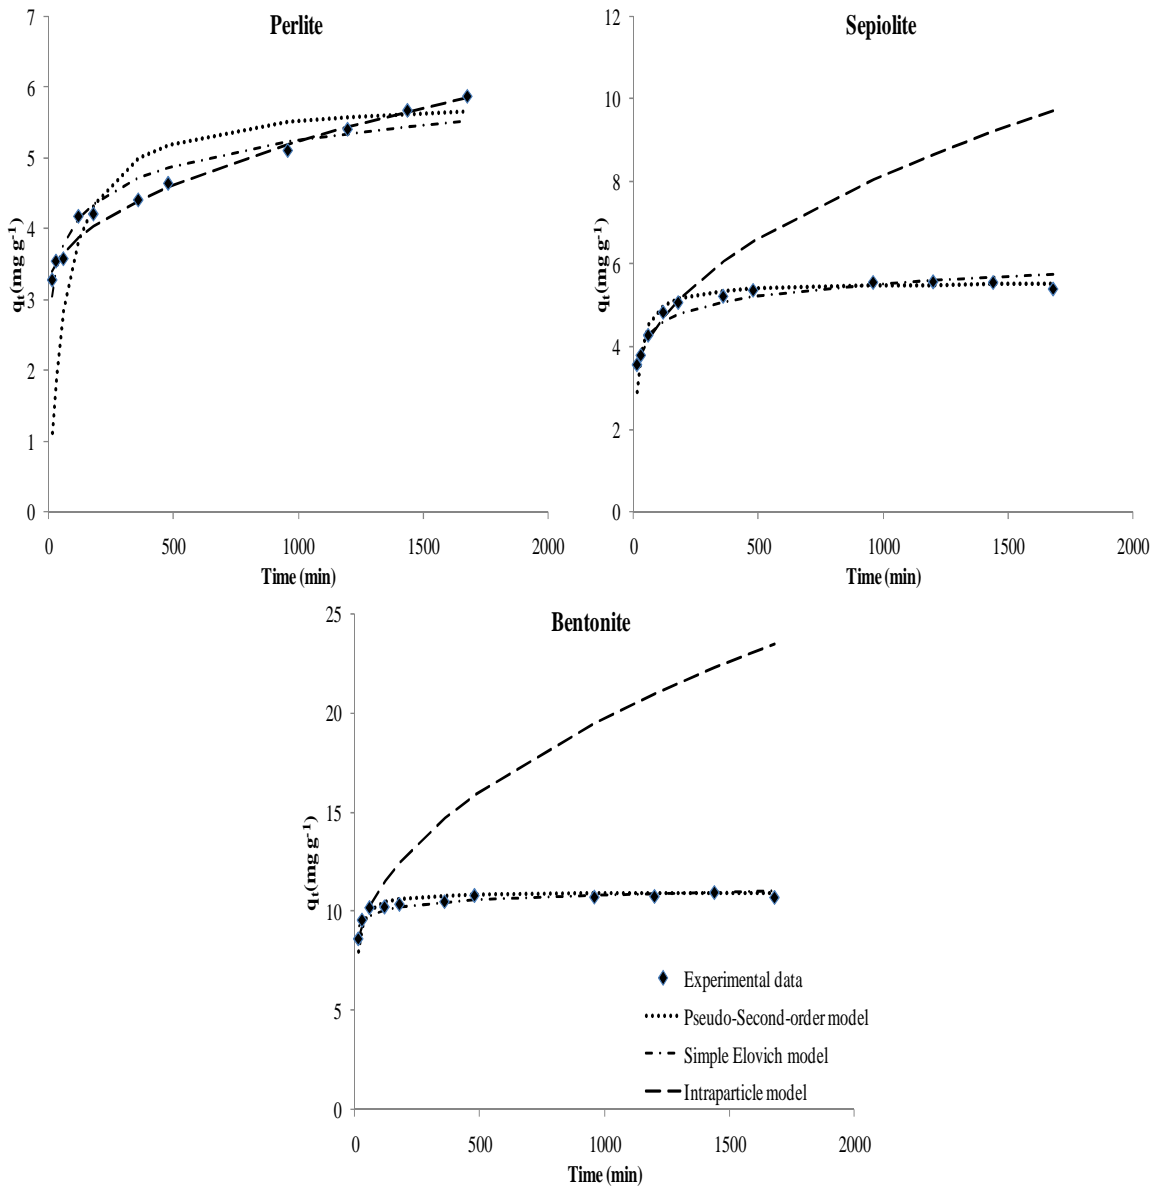 Perlite
7
6
5
4
3
2
1
0
qt(mg g-1)
0 500 1000 1500 2000
Time (min)
Sepiolite
12
10
8
6
4
2
0
qt(mg g-1)
0 500 1000 1500 2000
Time (min)
Bentonite
25
20
15
10
5
0
qt(mg g-1)
Experimental data
Pseudo-Second-order model
Simple Elovich model
Intraparticle model
0 500 1000 1500 2000
Time (min)